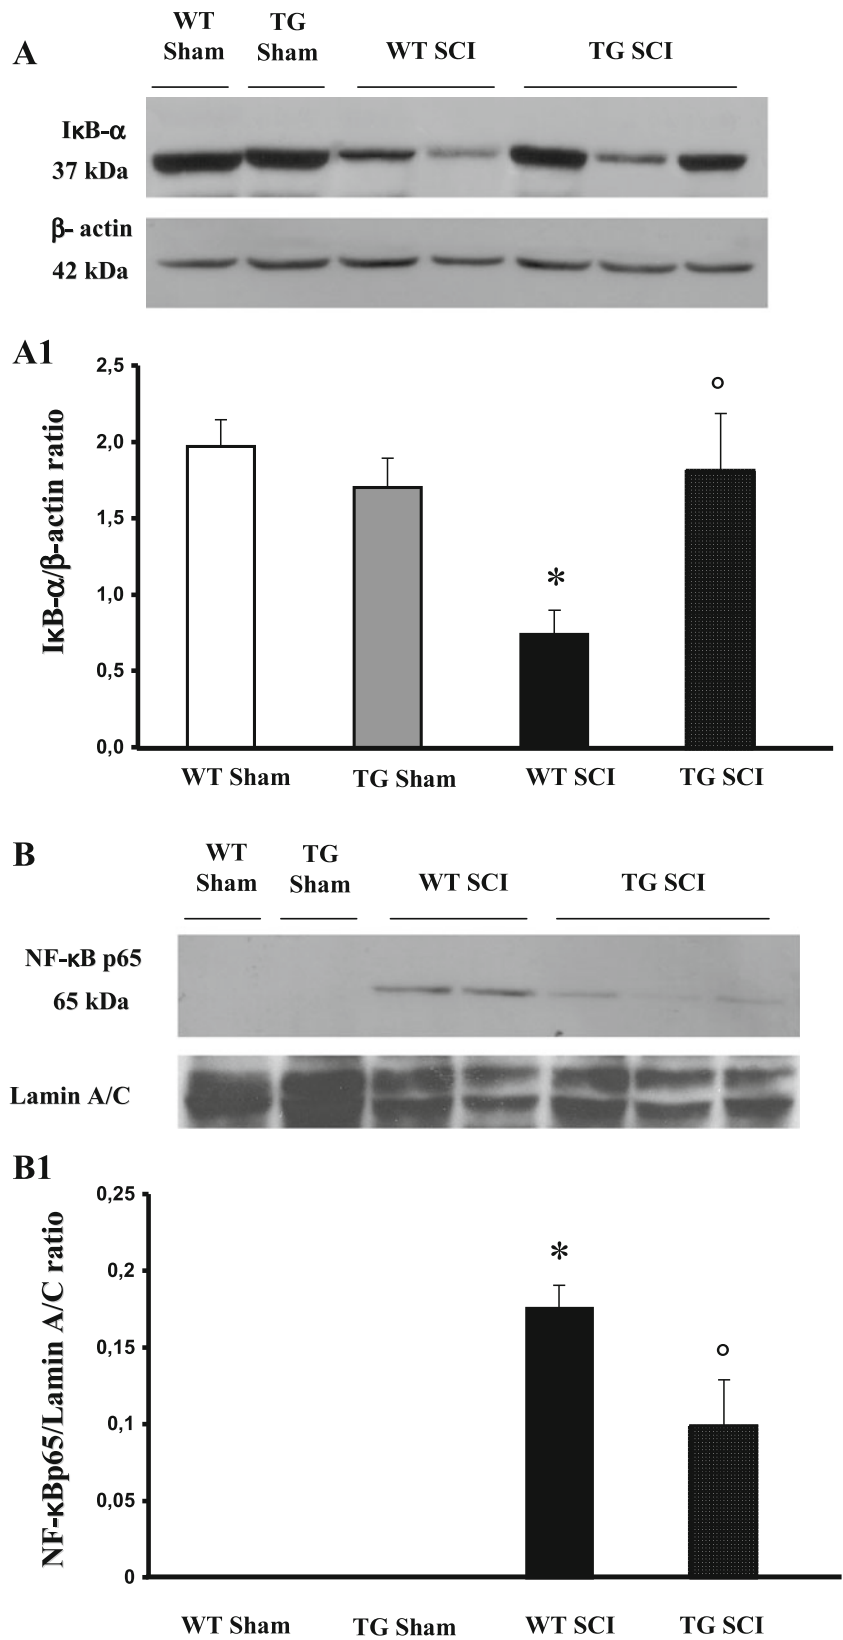 A
WT Sham
TG Sham
WT SCI
TG SCI
IκB-α
37 kDa
β- actin
42 kDa
A1
IκB-α/β-actin ratio
2,5
2,0
1,5
1,0
0,5
0,0
*
°
WT Sham
TG Sham
WT SCI
TG SCI
B
WT Sham
TG Sham
WT SCI
TG SCI
NF-κB p65
65 kDa
Lamin A/C
B1
NF-κBp65/Lamin A/C ratio
0,25
0,2
0,15
0,1
0,05
0
*
°
WT Sham
TG Sham
WT SCI
TG SCI